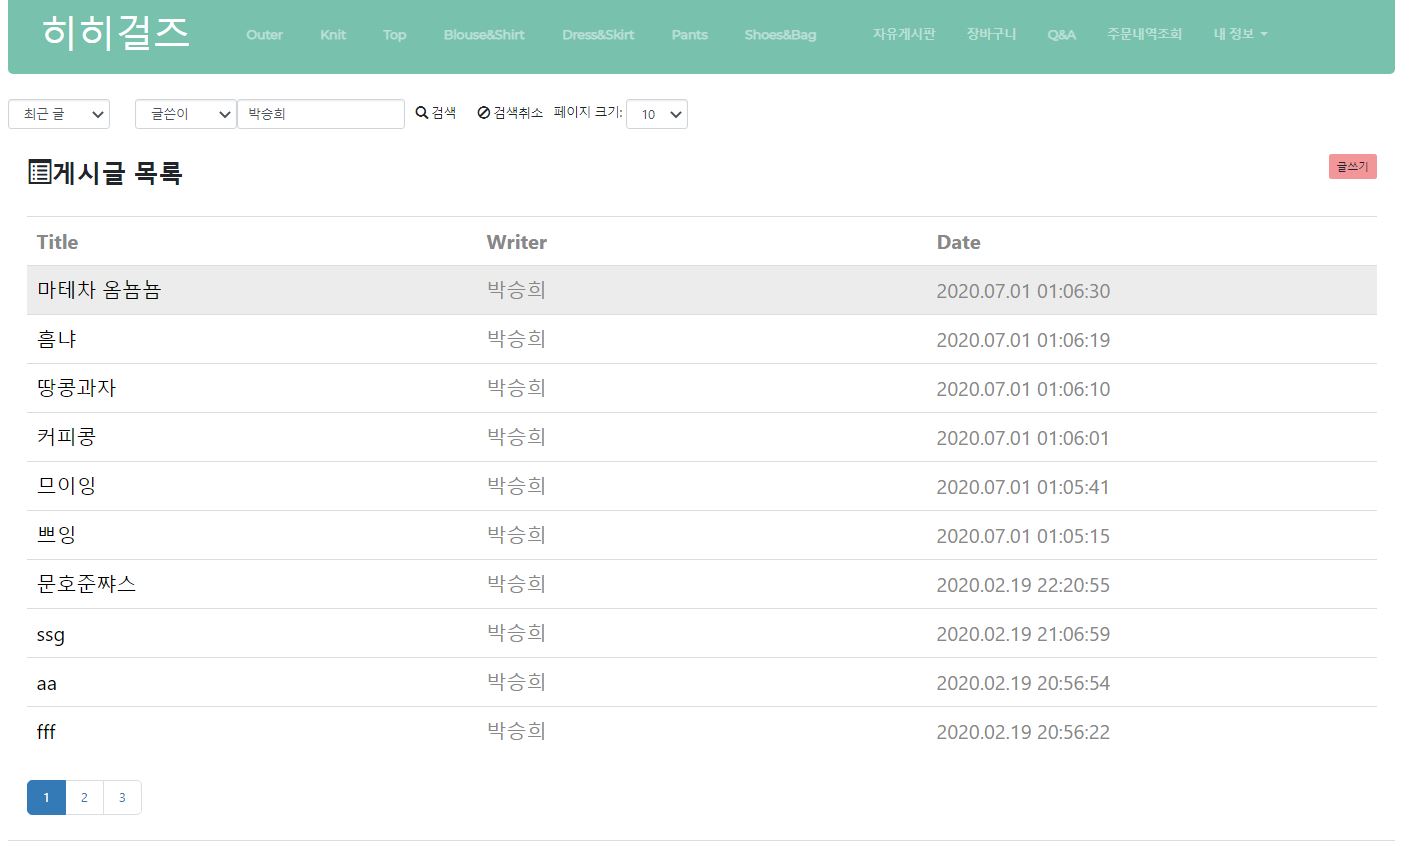 히히걸즈 Outer Knit Top Blouse&Shirt Dress&Skirt Pants Shoes&Bag 자유게시판 장바구니 Q&A 주문내역조회 내 정보
최근 글 글쓴이 박승희 검색 검색취소 페이지 크기: 10
게시글 목록 글쓰기
Title Writer Date
마테차 옴뇸뇸 박승희 2020.07.01 01:06:30
흠냐 박승희 2020.07.01 01:06:19
땅콩과자 박승희 2020.07.01 01:06:10
커피콩 박승희 2020.07.01 01:06:01
므이잉 박승희 2020.07.01 01:05:41
쁘잉 박승희 2020.07.01 01:05:15
문호준쨔스 박승희 2020.02.19 22:20:55
ssg 박승희 2020.02.19 21:06:59
aa 박승희 2020.02.19 20:56:54
fff 박승희 2020.02.19 20:56:22
1 2 3